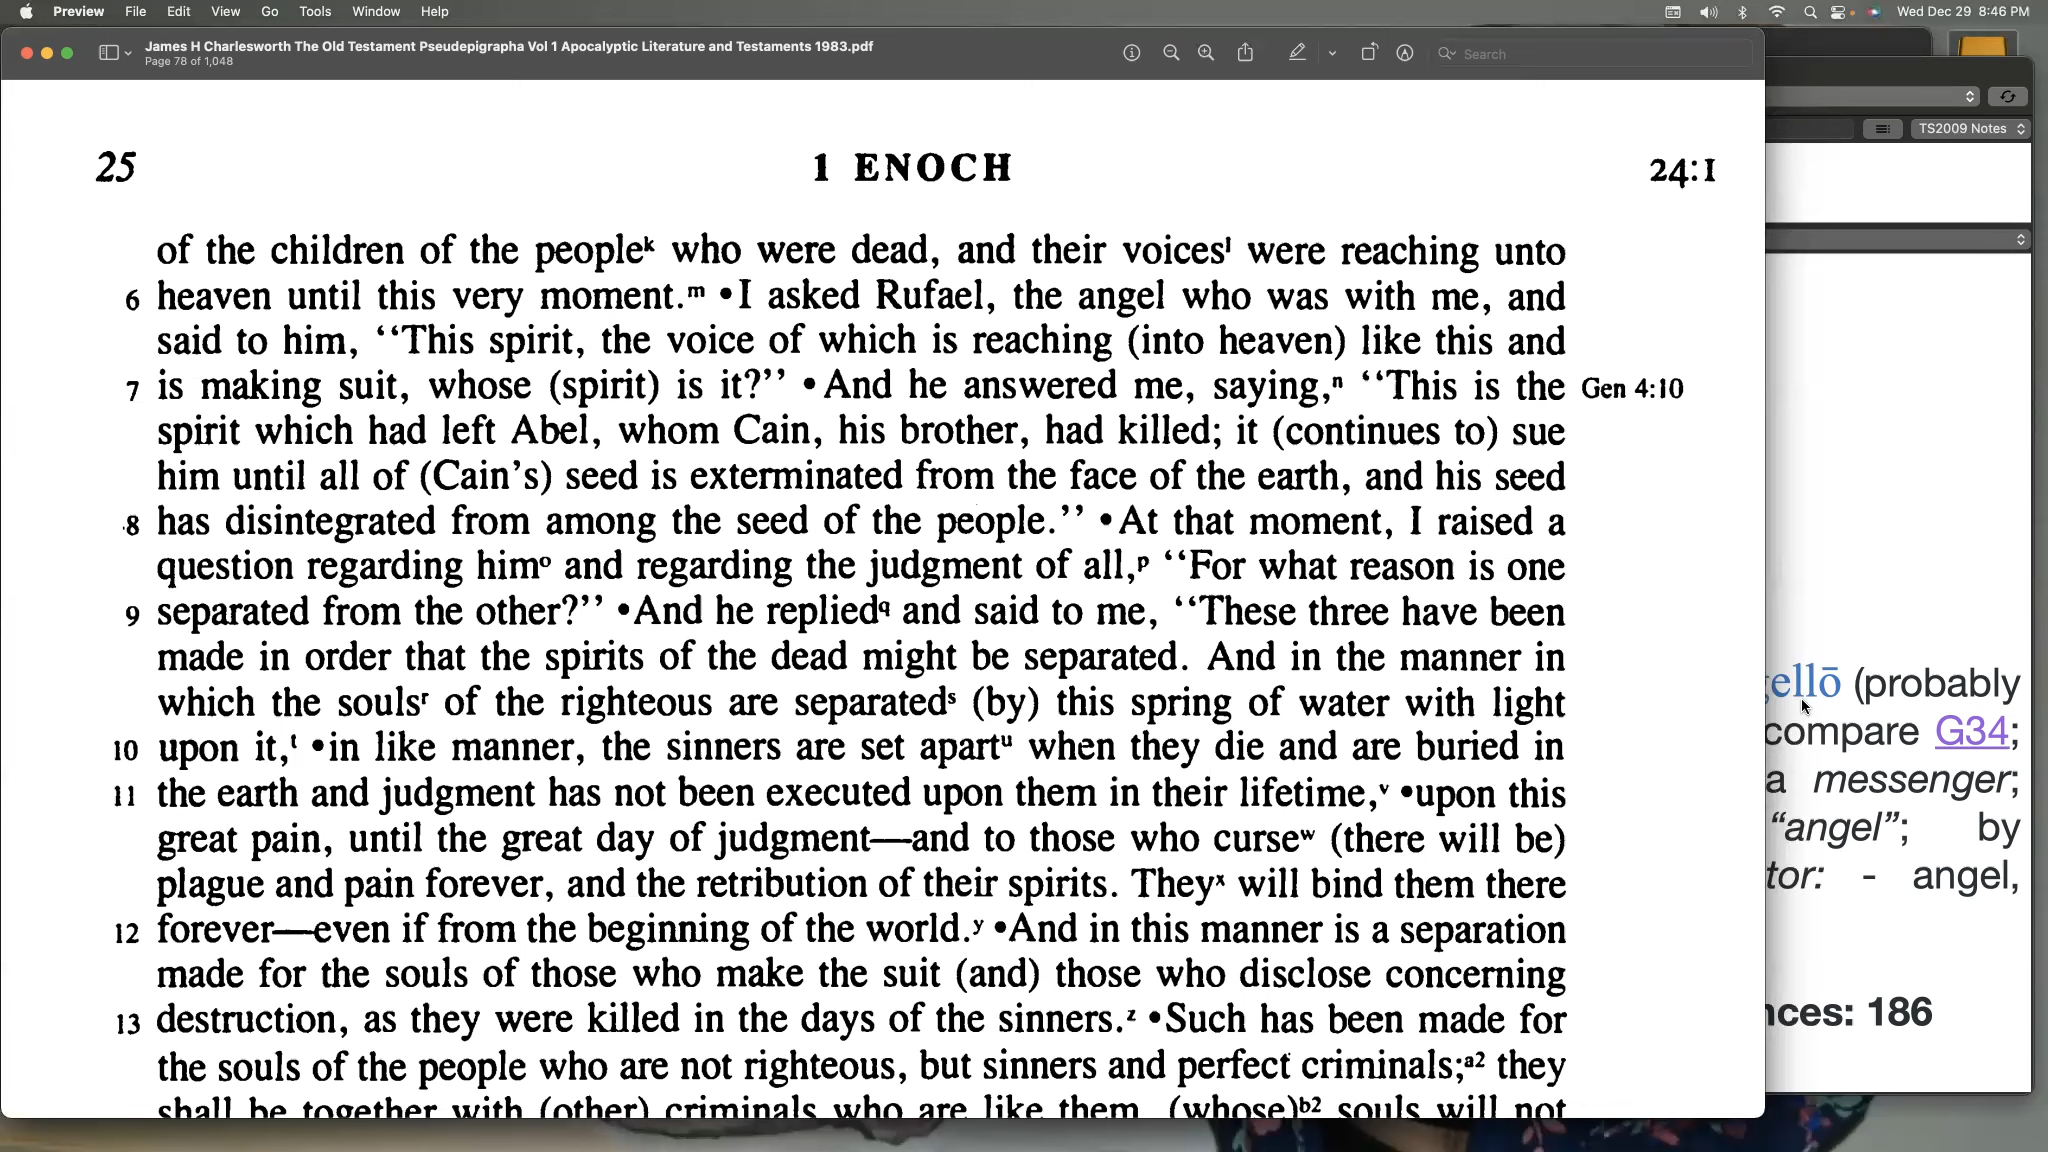 Preview File Edit View Go Tools Window Help Wed Dec 29 8:46 PM
James H Charlesworth The Old Testament Pseudepigrapha Vol 1 Apocalyptic Literature and Testaments 1983.pdf
Page 78 of 1,048
Search
TS2009 Notes
25 1 ENOCH 24:1
of the children of the peopleᵏ who were dead, and their voicesˡ were reaching unto
6 heaven until this very moment.ᵐ •I asked Rufael, the angel who was with me, and
said to him, “This spirit, the voice of which is reaching (into heaven) like this and
7 is making suit, whose (spirit) is it?” •And he answered me, saying,ⁿ “This is the Gen 4:10
spirit which had left Abel, whom Cain, his brother, had killed; it (continues to) sue
him until all of (Cain’s) seed is exterminated from the face of the earth, and his seed
8 has disintegrated from among the seed of the people.” •At that moment, I raised a
question regarding himᵒ and regarding the judgment of all,ᵖ “For what reason is one
9 separated from the other?” •And he repliedq and said to me, “These three have been
made in order that the spirits of the dead might be separated. And in the manner in
which the soulsʳ of the righteous are separatedˢ (by) this spring of water with light
10 upon it,ᵗ •in like manner, the sinners are set apartᵘ when they die and are buried in
11 the earth and judgment has not been executed upon them in their lifetime,ᵛ •upon this
great pain, until the great day of judgment—and to those who curseʷ (there will be)
plague and pain forever, and the retribution of their spirits. Theyˣ will bind them there
12 forever—even if from the beginning of the world.ʸ •And in this manner is a separation
made for the souls of those who make the suit (and) those who disclose concerning
13 destruction, as they were killed in the days of the sinners.ᶻ •Such has been made for
the souls of the people who are not righteous, but sinners and perfect criminals;ᵃ² they
shall be together with (other) criminals who are like them, (whose)ᵇ² souls will not
ellō (probably
compare G34;
a messenger;
“angel”; by
tor: - angel,
nces: 186